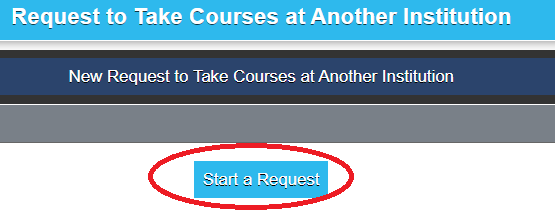 Request to Take Courses at Another Institution
New Request to Take Courses at Another Institution
Start a Request